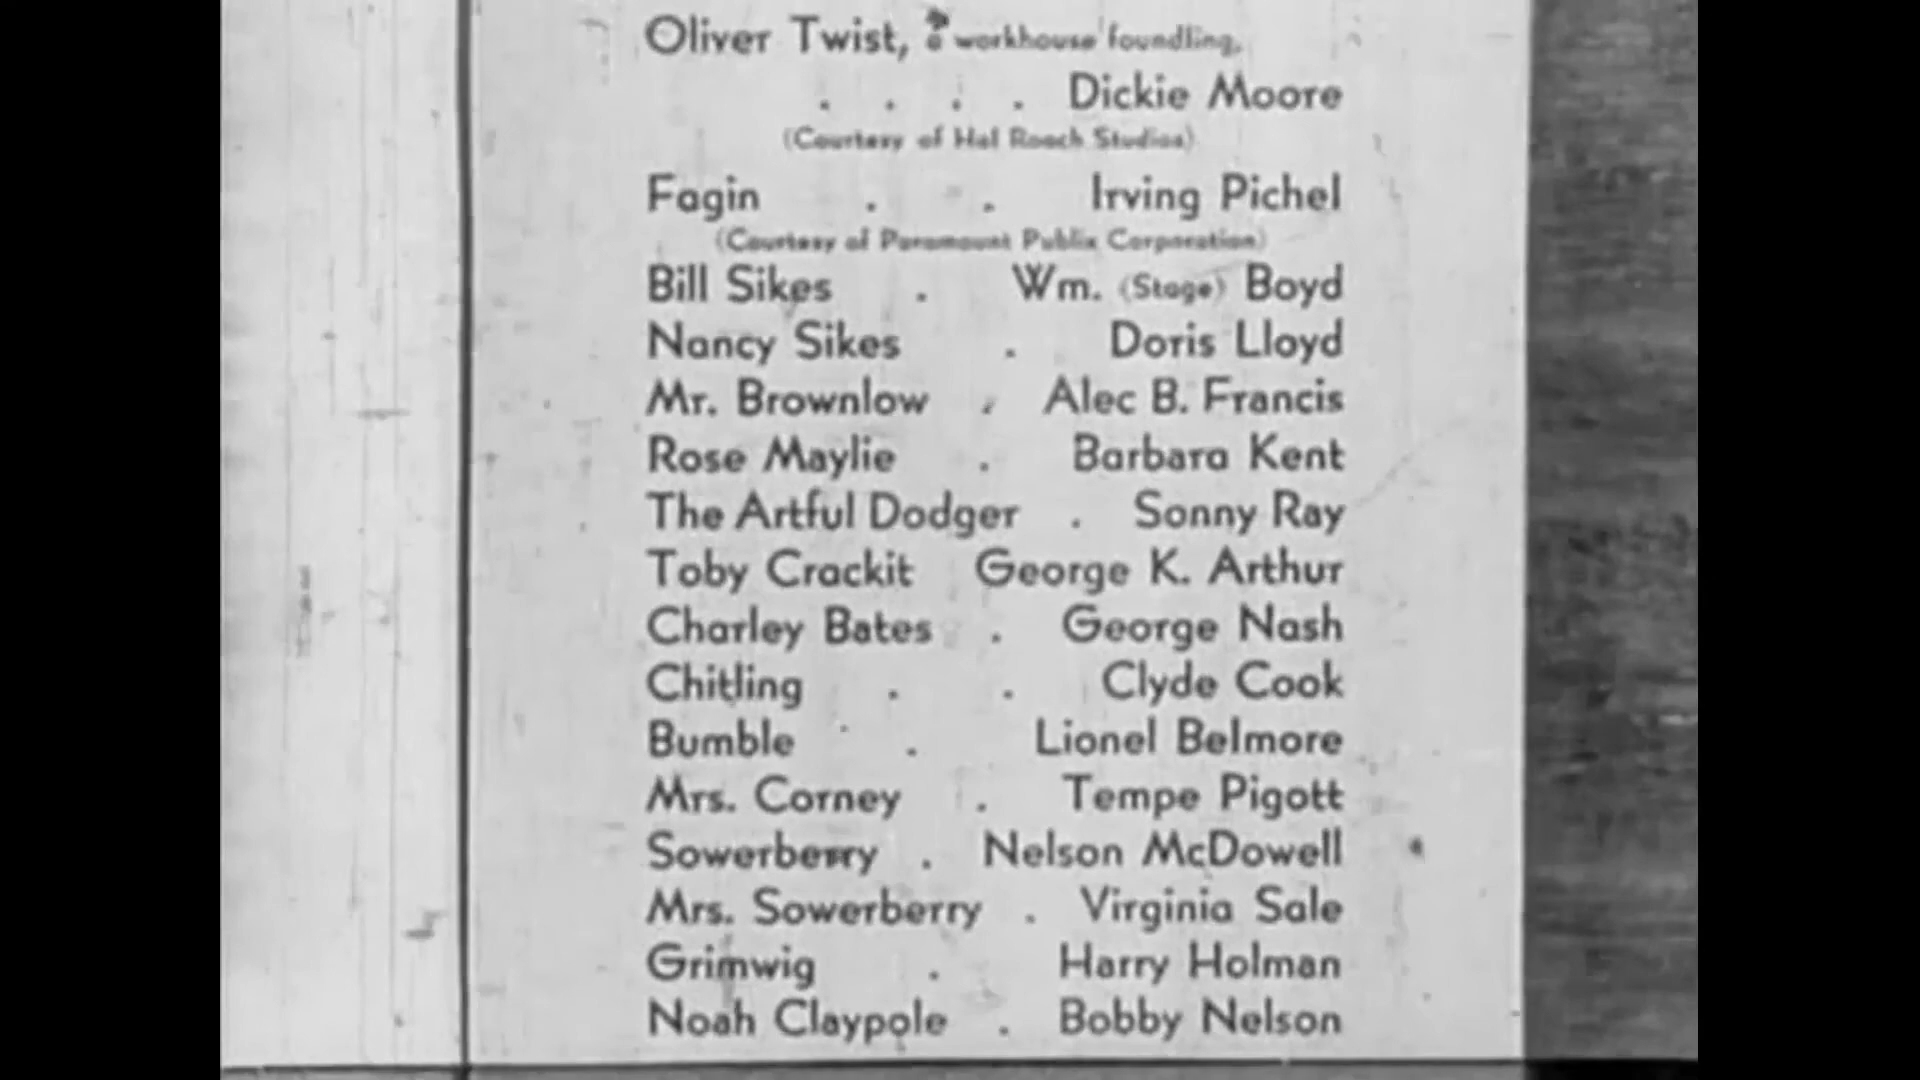 Oliver Twist, a workhouse foundling,
. . . . Dickie Moore
(Courtesy of Hal Roach Studios)
Fagin . . Irving Pichel
(Courtesy of Paramount Publix Corporation)
Bill Sikes . Wm. (Stage) Boyd
Nancy Sikes . Doris Lloyd
Mr. Brownlow . Alec B. Francis
Rose Maylie . Barbara Kent
The Artful Dodger . Sonny Ray
Toby Crackit George K. Arthur
Charley Bates . George Nash
Chitling . . Clyde Cook
Bumble . Lionel Belmore
Mrs. Corney . Tempe Pigott
Sowerberry . Nelson McDowell
Mrs. Sowerberry . Virginia Sale
Grimwig . Harry Holman
Noah Claypole . Bobby Nelson